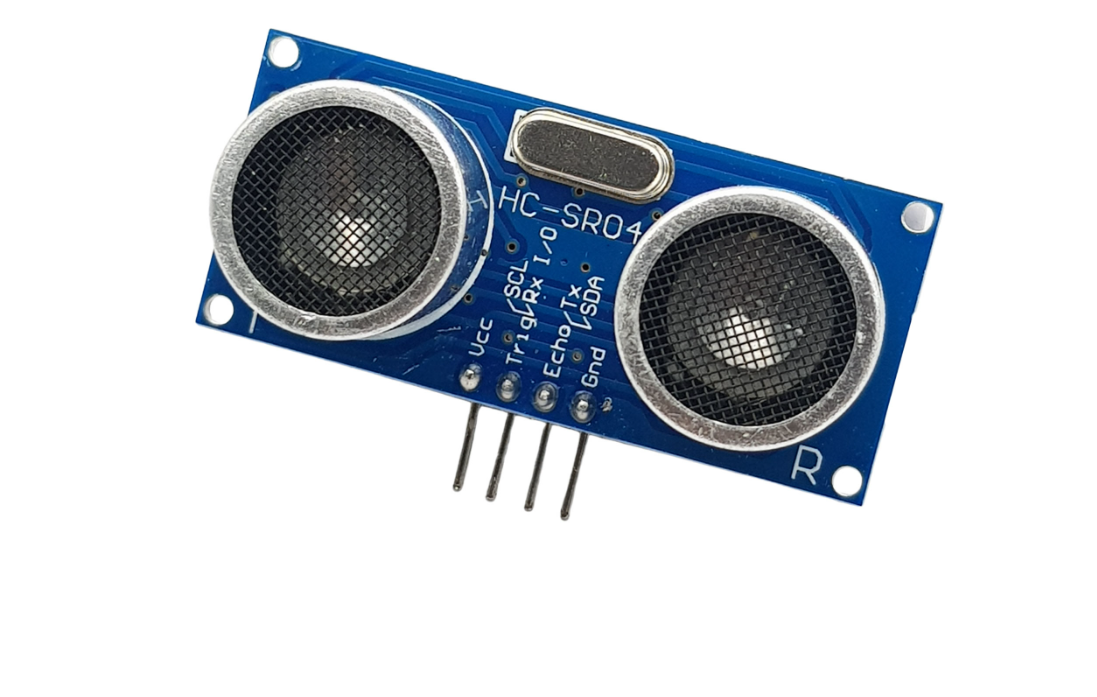 HC-SR04
Vcc
Trig/Rx/SCL
I/O
Echo/Tx/SDA
Gnd
T
R